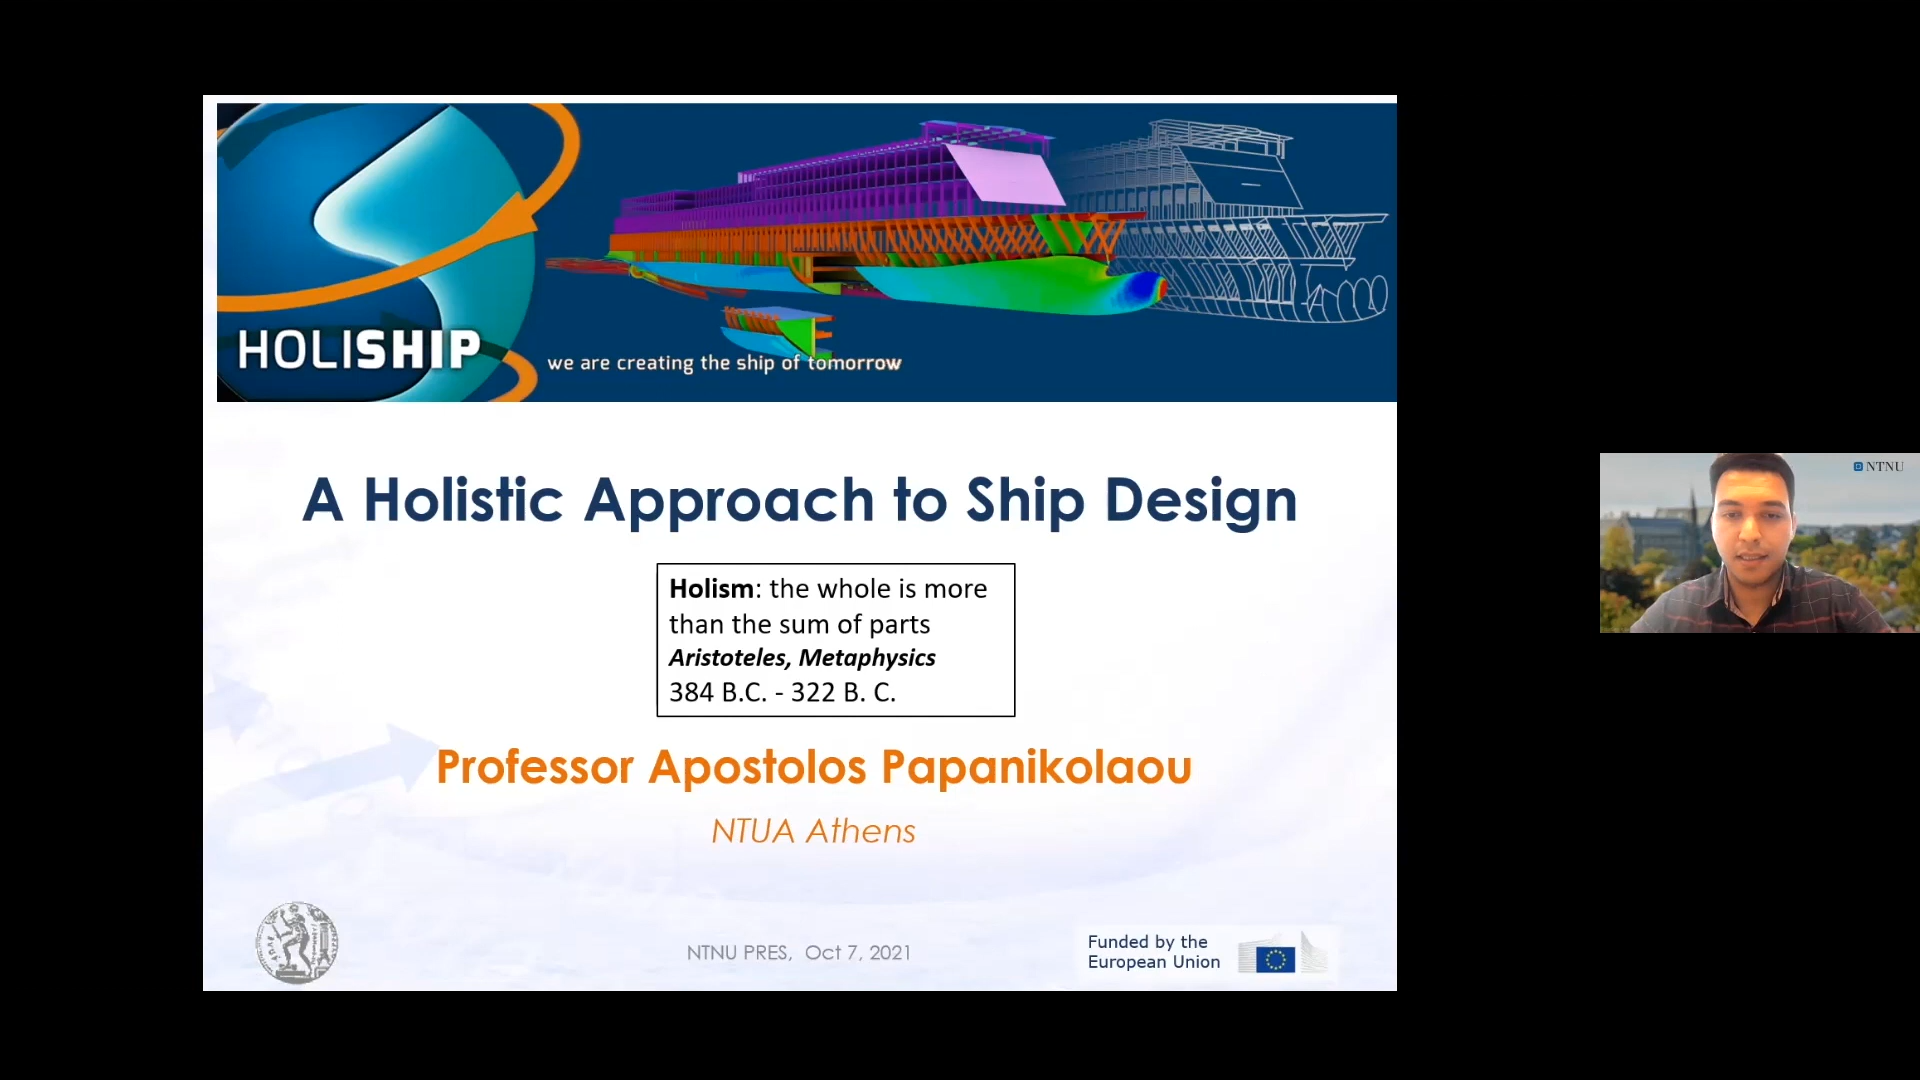 HOLISHIP
we are creating the ship of tomorrow
A Holistic Approach to Ship Design
Holism: the whole is more
than the sum of parts
Aristoteles, Metaphysics
384 B.C. - 322 B. C.
Professor Apostolos Papanikolaou
NTUA Athens
NTNU PRES, Oct 7, 2021
Funded by the
European Union
NTNU